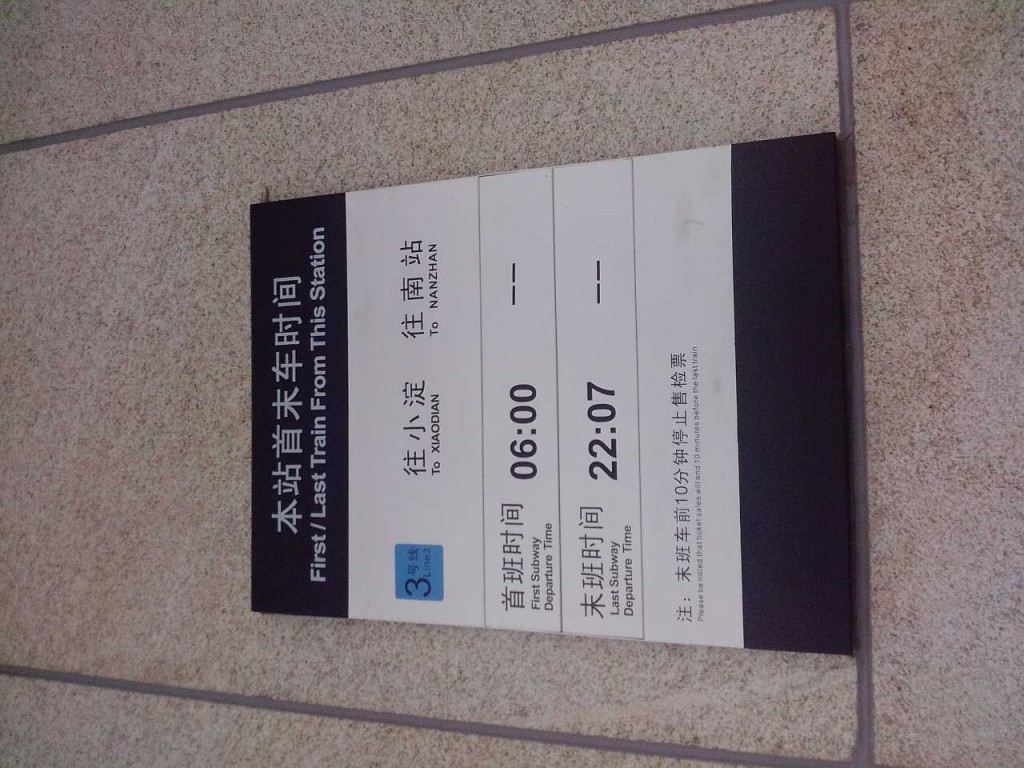 本站首末车时间
First / Last Train From This Station
3号线
Line3
往小淀
To XIAODIAN
往南站
To NANZHAN
首班时间
First Subway
Departure Time
06:00
——
末班时间
Last Subway
Departure Time
22:07
——
注：末班车前10分钟停止售检票
Please be noced that ticket sales will end 10 minutes before the last train